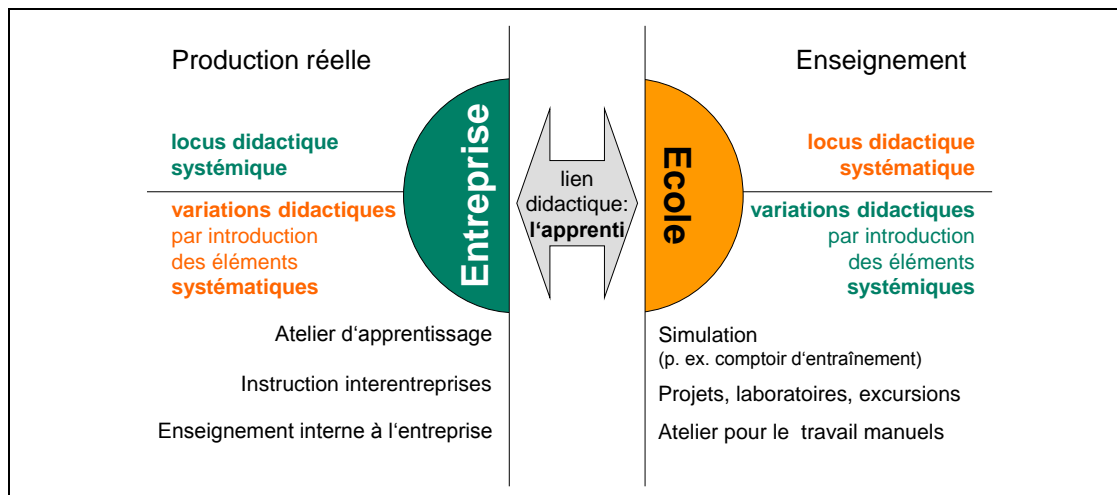 Production réelle
locus didactique
systémique
variations didactiques
par introduction
des éléments
systématiques
Entreprise
Atelier d‘apprentissage
Instruction interentreprises
Enseignement interne à l‘entreprise
lien
didactique:
l‘apprenti
Enseignement
Ecole
locus didactique
systématique
variations didactiques
par introduction
des éléments
systémiques
Simulation
(p. ex. comptoir d‘entraînement)
Projets, laboratoires, excursions
Atelier pour le travail manuels